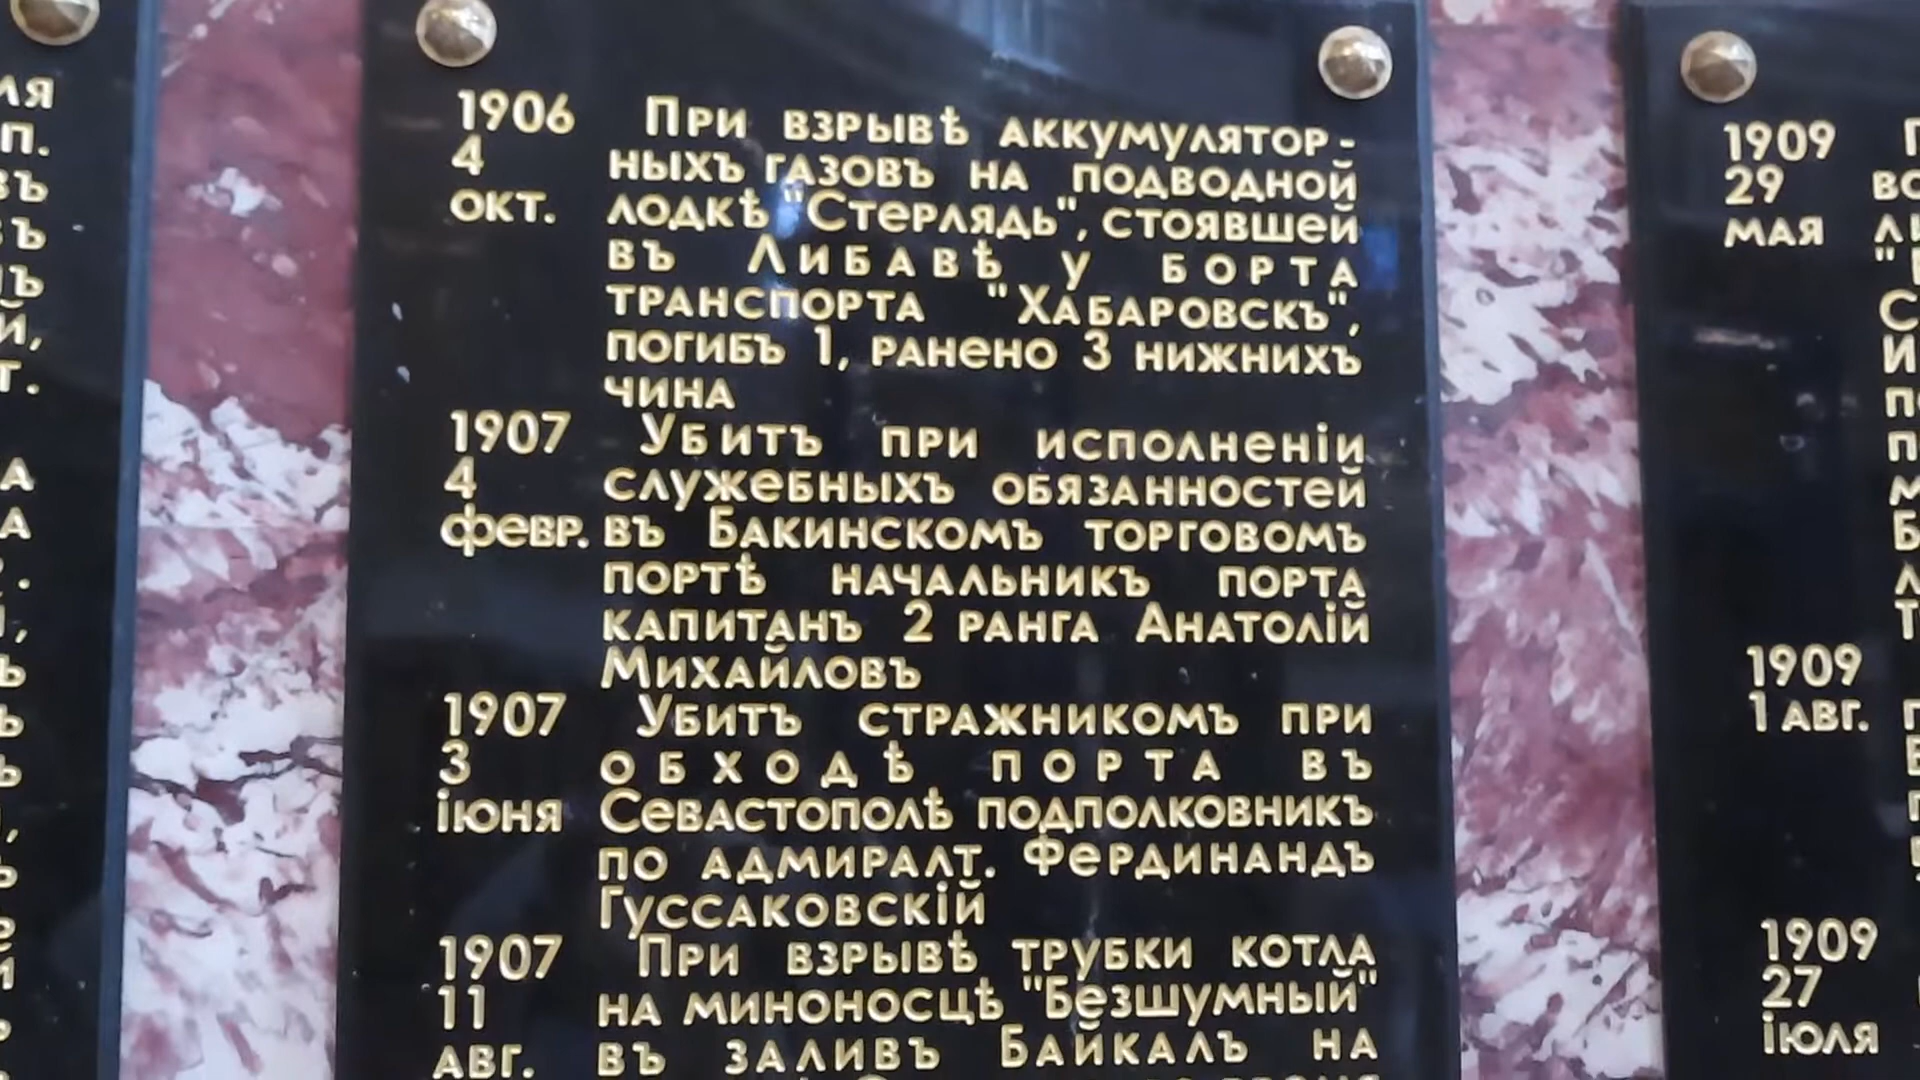 1906 При взрывѣ аккумулятор-
4 ныхъ газовъ на подводной
окт. лодкѣ "Стерлядь", стоявшей
въ Либавѣ у борта
транспорта "Хабаровскъ",
погибъ 1, ранено 3 нижнихъ
чина
1907 Убитъ при исполненіи
4 служебныхъ обязанностей
февр. въ Бакинскомъ торговомъ
портѣ начальникъ порта
капитанъ 2 ранга Анатолій
Михайловъ
1907 Убитъ стражникомъ при
3 обходѣ порта въ
іюня Севастополѣ подполковникъ
по адмиралт. Фердинандъ
Гуссаковскій
1907 При взрывѣ трубки котла
11 на миноносцѣ "Безшумный"
авг. въ заливъ Байкалъ на
1909
29
мая
1909
1 авг.
1909
27
іюля